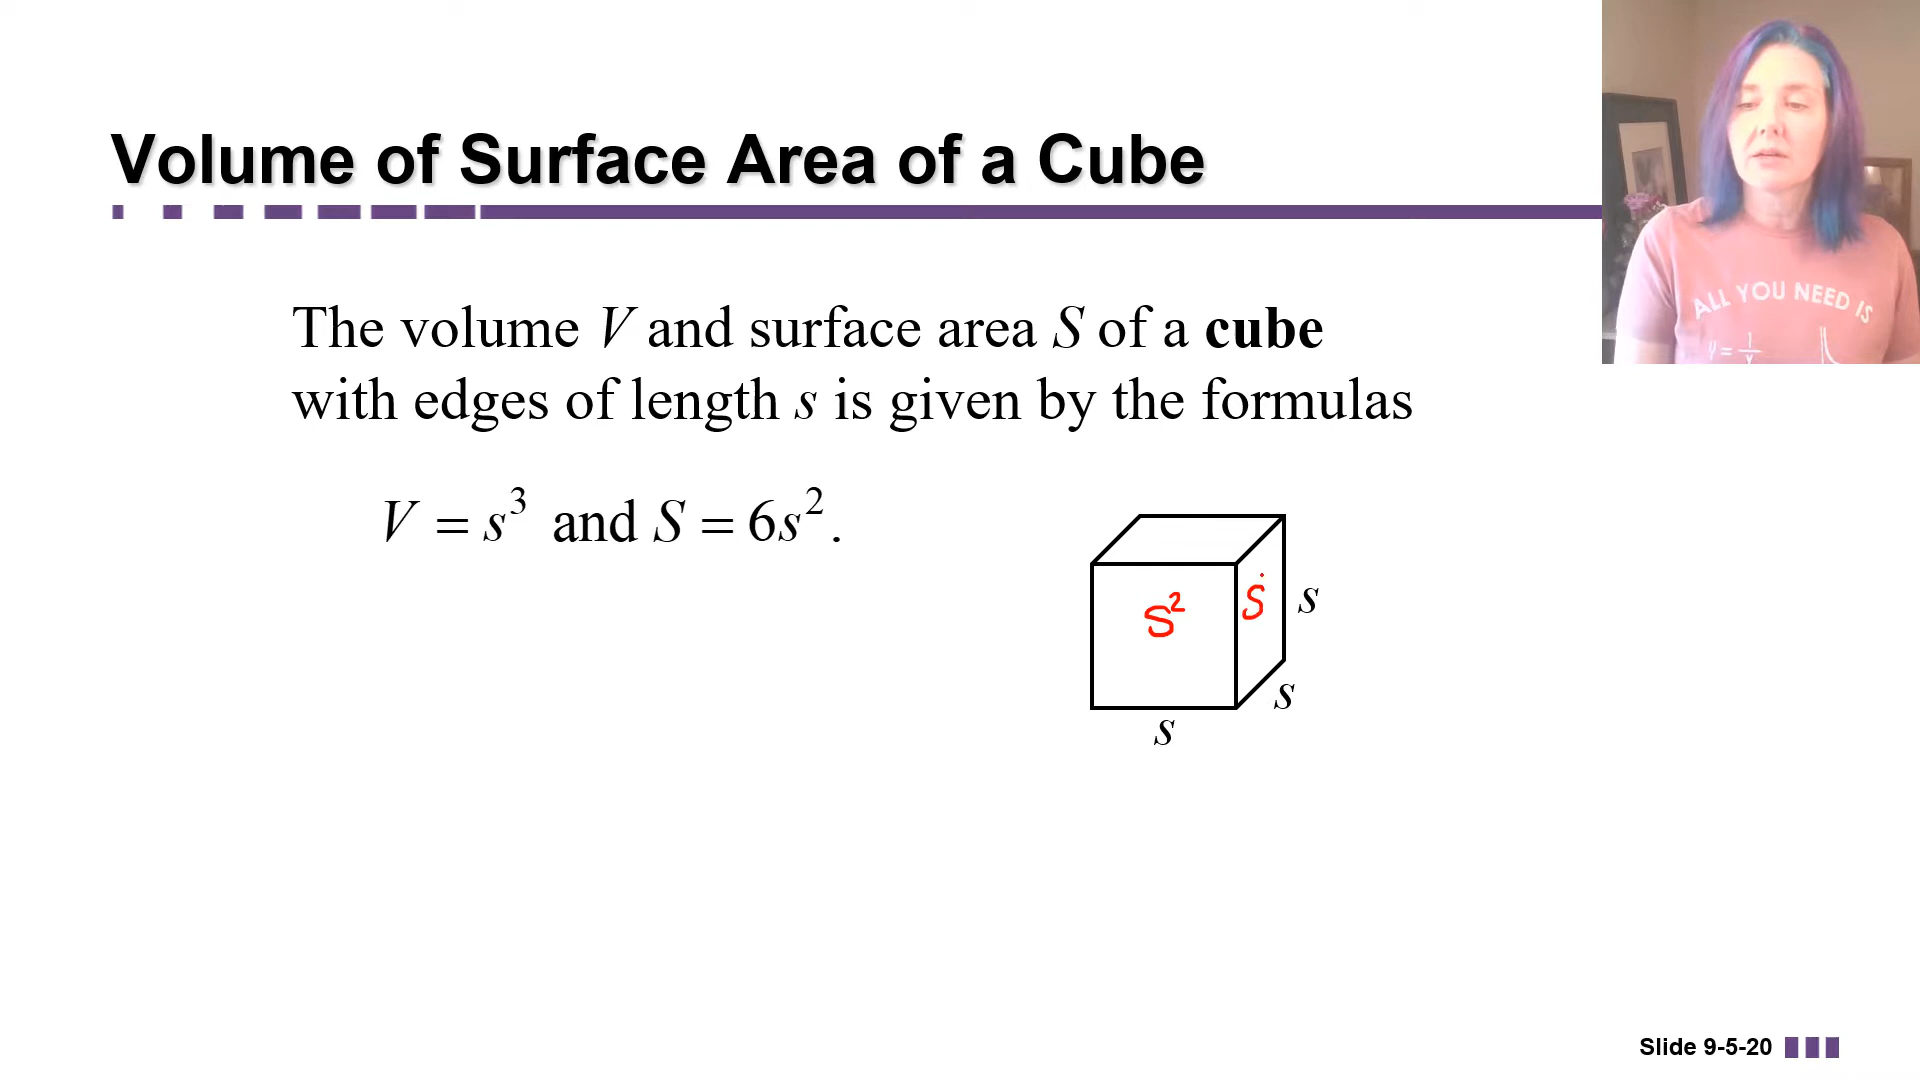 Volume of Surface Area of a Cube
ALL YOU NEED IS
y = 1/x
The volume V and surface area S of a cube
with edges of length s is given by the formulas
V = s³ and S = 6s².
S²
S
s
s
s
Slide 9-5-20